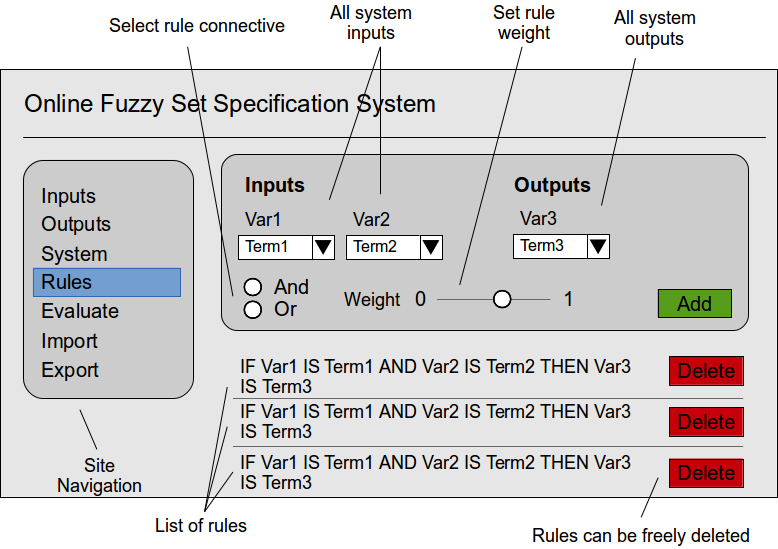 Select rule connective
All system
inputs
Set rule
weight
All system
outputs
Online Fuzzy Set Specification System
Inputs
Outputs
System
Rules
Evaluate
Import
Export
Inputs
Outputs
Var1
Var2
Var3
Term1
Term2
Term3
And
Or
Weight 0 1
Add
IF Var1 IS Term1 AND Var2 IS Term2 THEN Var3
IS Term3
Delete
IF Var1 IS Term1 AND Var2 IS Term2 THEN Var3
IS Term3
Delete
IF Var1 IS Term1 AND Var2 IS Term2 THEN Var3
IS Term3
Delete
Site
Navigation
List of rules
Rules can be freely deleted